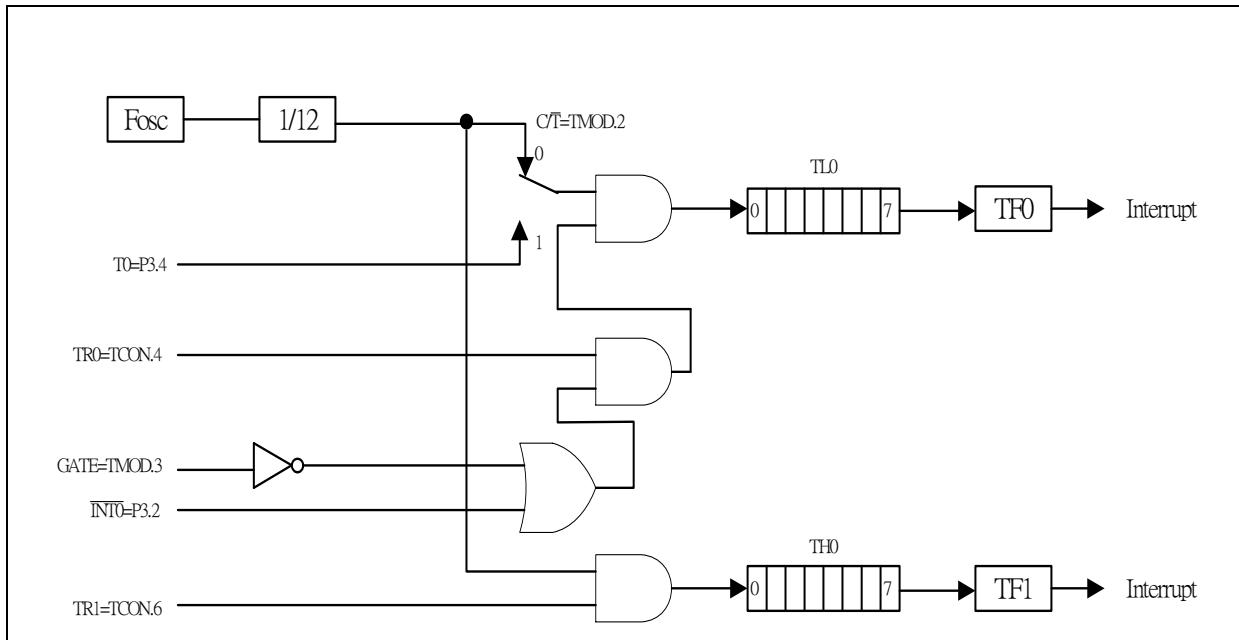 Fosc
1/12
C/T̅=TMOD.2
0
TL0
0
7
TF0
Interrupt
1
T0=P3.4
TR0=TCON.4
GATE=TMOD.3
I̅N̅T̅0̅=P3.2
TH0
0
7
TF1
Interrupt
TR1=TCON.6